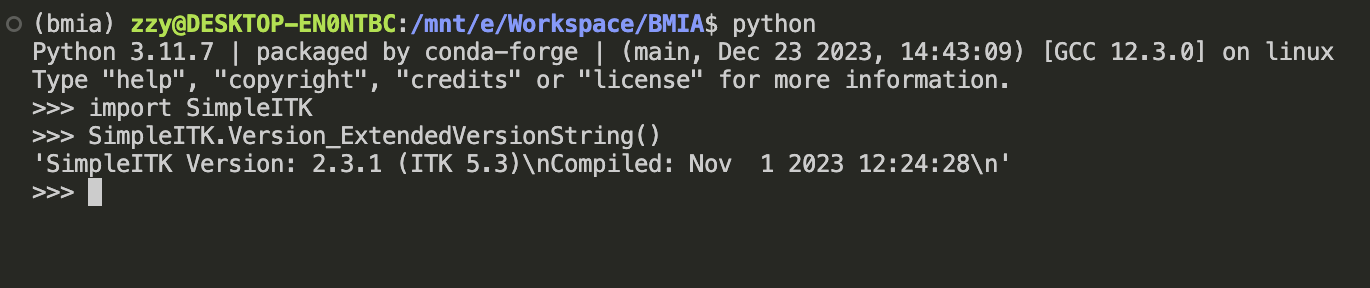 (bmia) zzy@DESKTOP-EN0NTBC:/mnt/e/Workspace/BMIA$ python
Python 3.11.7 | packaged by conda-forge | (main, Dec 23 2023, 14:43:09) [GCC 12.3.0] on linux
Type "help", "copyright", "credits" or "license" for more information.
>>> import SimpleITK
>>> SimpleITK.Version_ExtendedVersionString()
'SimpleITK Version: 2.3.1 (ITK 5.3)\nCompiled: Nov  1 2023 12:24:28\n'
>>>